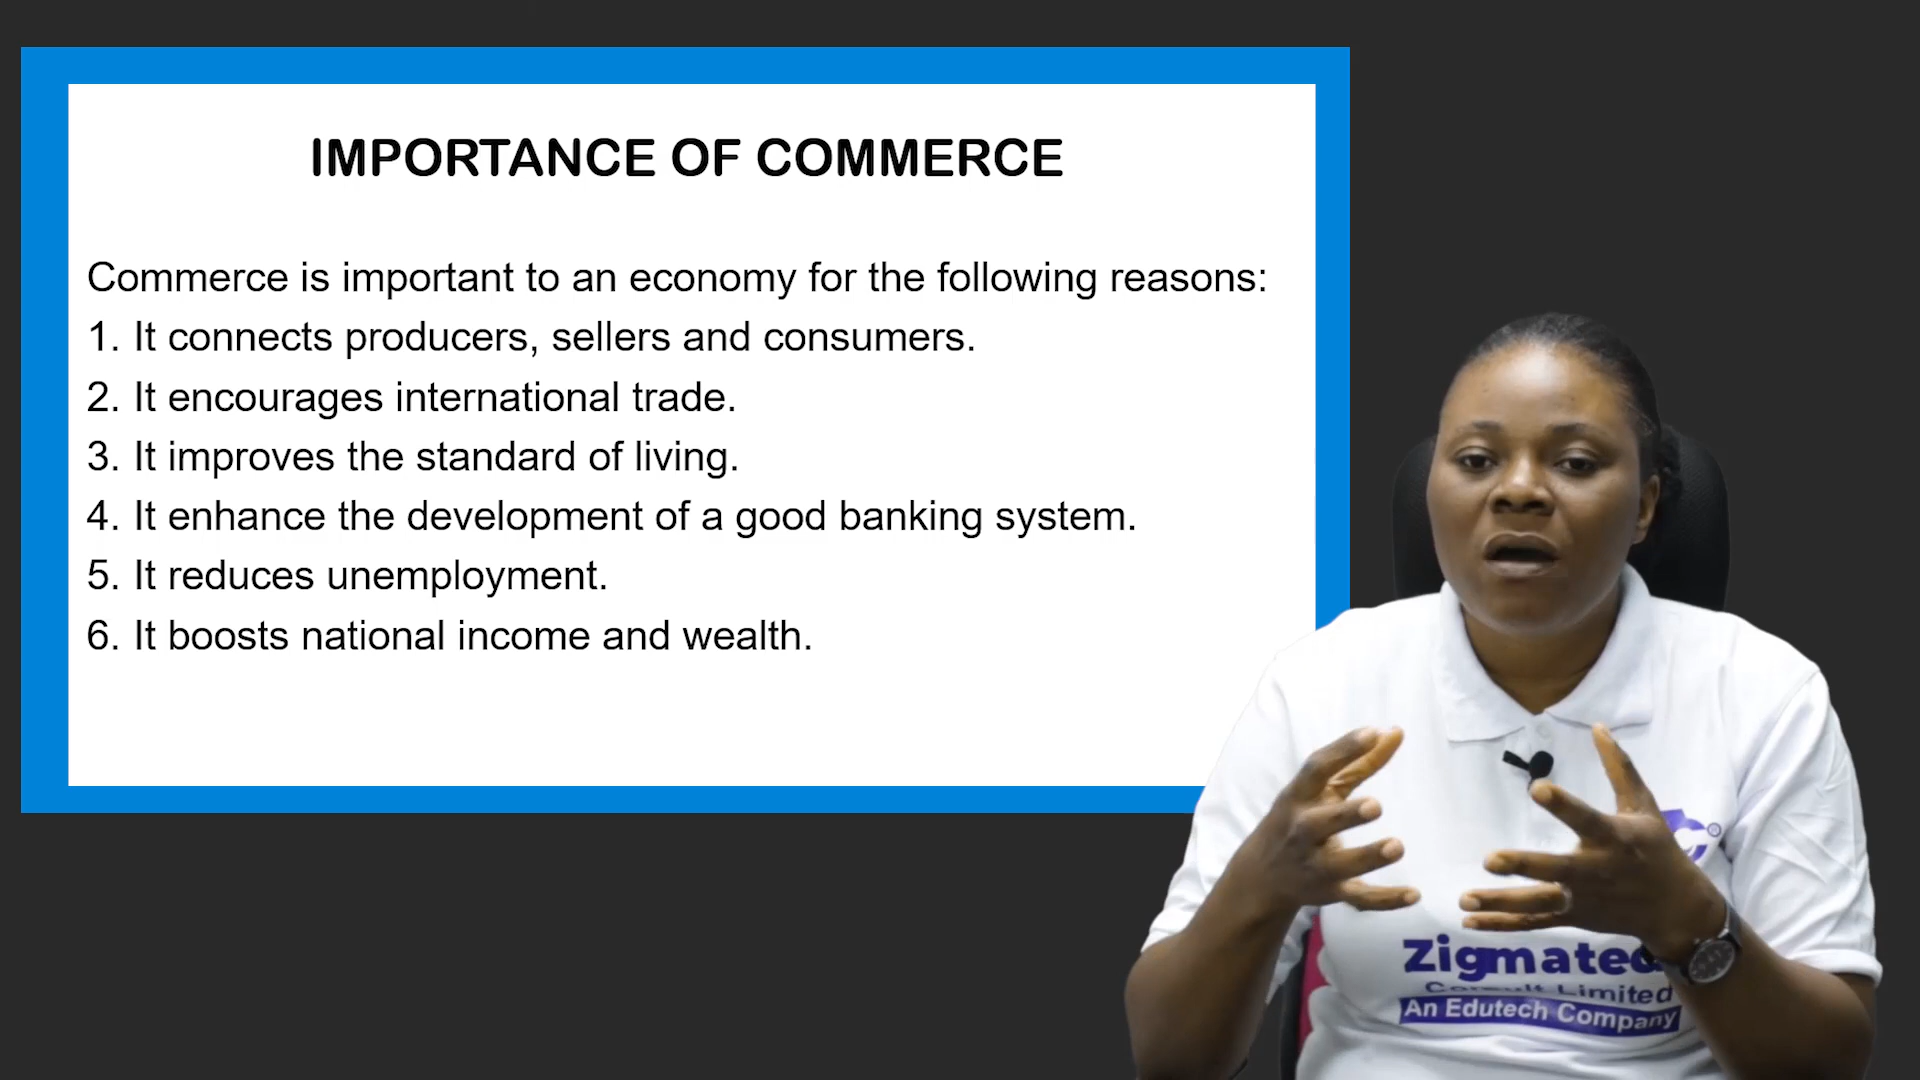 IMPORTANCE OF COMMERCE
Commerce is important to an economy for the following reasons:
1. It connects producers, sellers and consumers.
2. It encourages international trade.
3. It improves the standard of living.
4. It enhance the development of a good banking system.
5. It reduces unemployment.
6. It boosts national income and wealth.
Zigmatech
Limited
An Edutech Company